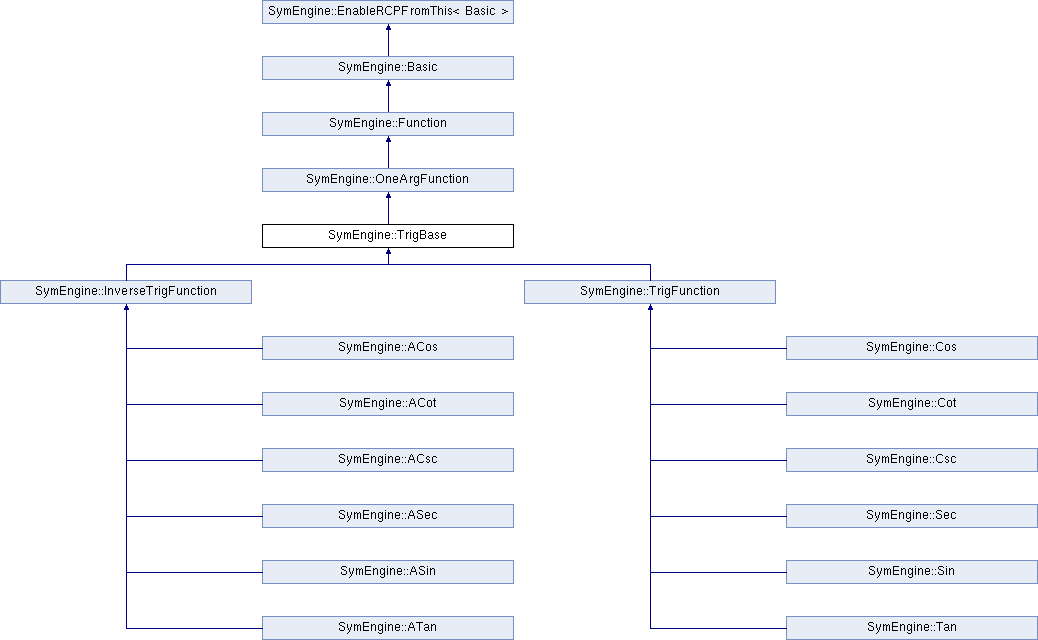 SymEngine::EnableRCPFromThis< Basic >
SymEngine::Basic
SymEngine::Function
SymEngine::OneArgFunction
SymEngine::TrigBase
SymEngine::InverseTrigFunction
SymEngine::TrigFunction
SymEngine::ACos
SymEngine::Cos
SymEngine::ACot
SymEngine::Cot
SymEngine::ACsc
SymEngine::Csc
SymEngine::ASec
SymEngine::Sec
SymEngine::ASin
SymEngine::Sin
SymEngine::ATan
SymEngine::Tan